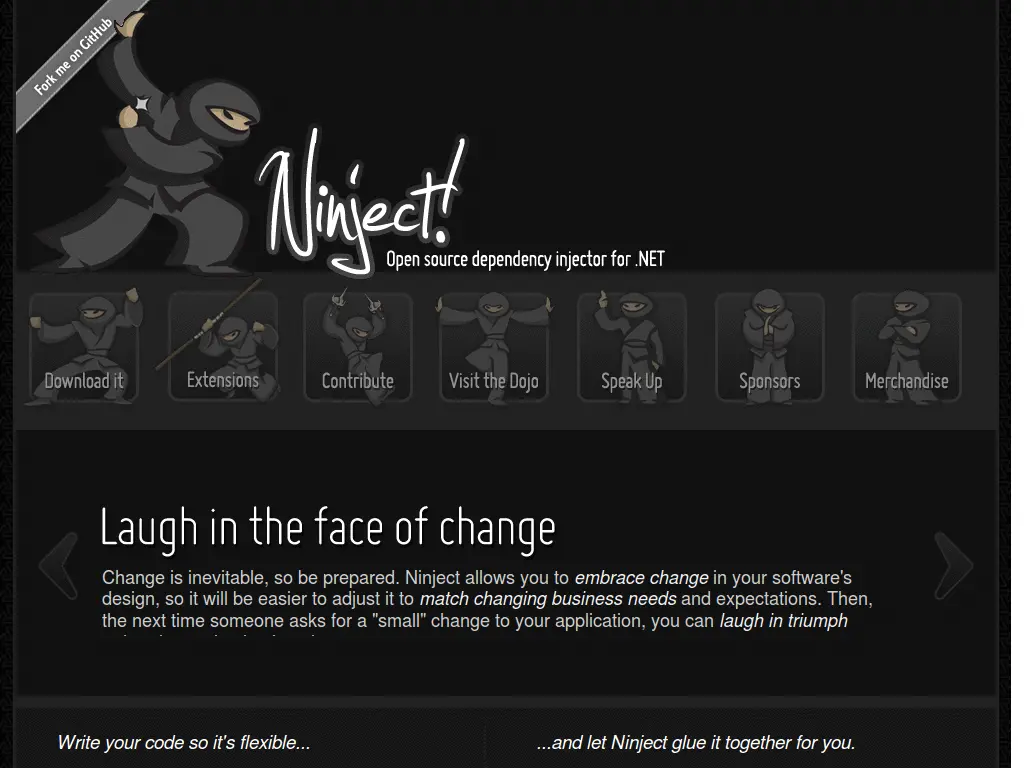 Fork me on GitHub
Ninject!
Open source dependency injector for .NET
Download it
Extensions
Contribute
Visit the Dojo
Speak Up
Sponsors
Merchandise
Laugh in the face of change
Change is inevitable, so be prepared. Ninject allows you to embrace change in your software's
design, so it will be easier to adjust it to match changing business needs and expectations. Then,
the next time someone asks for a "small" change to your application, you can laugh in triumph
Write your code so it's flexible...
...and let Ninject glue it together for you.